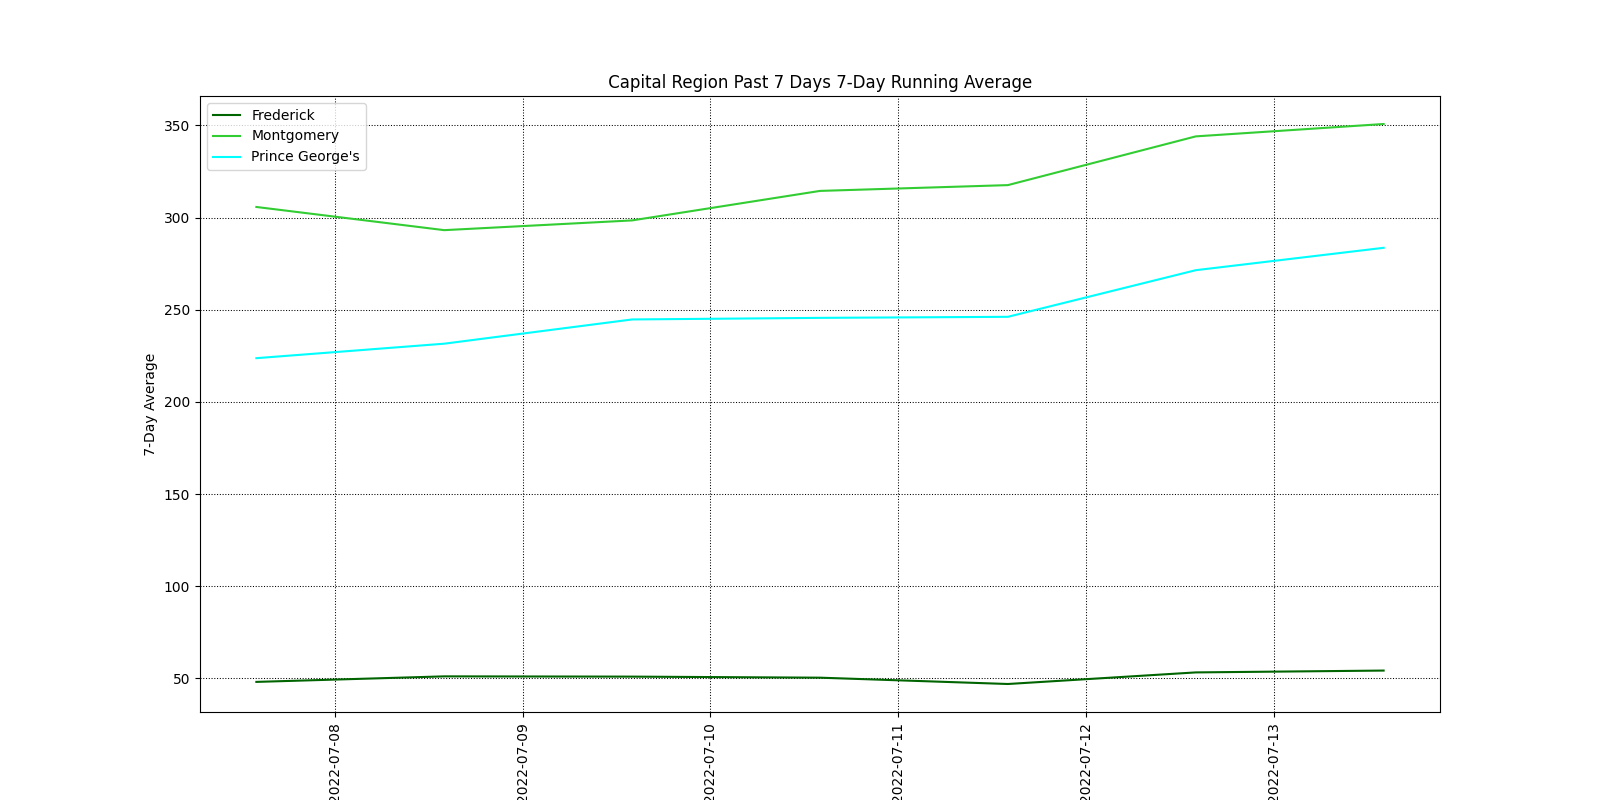 Capital Region Past 7 Days 7-Day Running Average
Frederick
Montgomery
Prince George's
350
300
250
200
150
100
50
7-Day Average
2022-07-08
2022-07-09
2022-07-10
2022-07-11
2022-07-12
2022-07-13